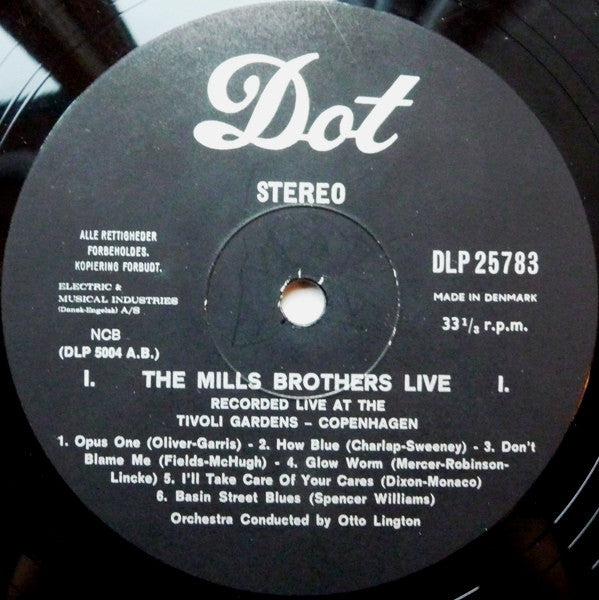 Dot
STEREO
ALLE RETTIGHEDER
FORBEHOLDES.
KOPIERING FORBUDT.
ELECTRIC &
MUSICAL INDUSTRIES
(Dansk-Engelsk) A/S
NCB
(DLP 5004 A.B.)
DLP 25783
MADE IN DENMARK
33 1/3 r.p.m.
I. THE MILLS BROTHERS LIVE I.
RECORDED LIVE AT THE
TIVOLI GARDENS – COPENHAGEN
1. Opus One (Oliver-Garris) - 2. How Blue (Charlap-Sweeney) - 3. Don't
Blame Me (Fields-McHugh) - 4. Glow Worm (Mercer-Robinson-
Lincke) 5. I'll Take Care Of Your Cares (Dixon-Monaco)
6. Basin Street Blues (Spencer Williams)
Orchestra Conducted by Otto Lington